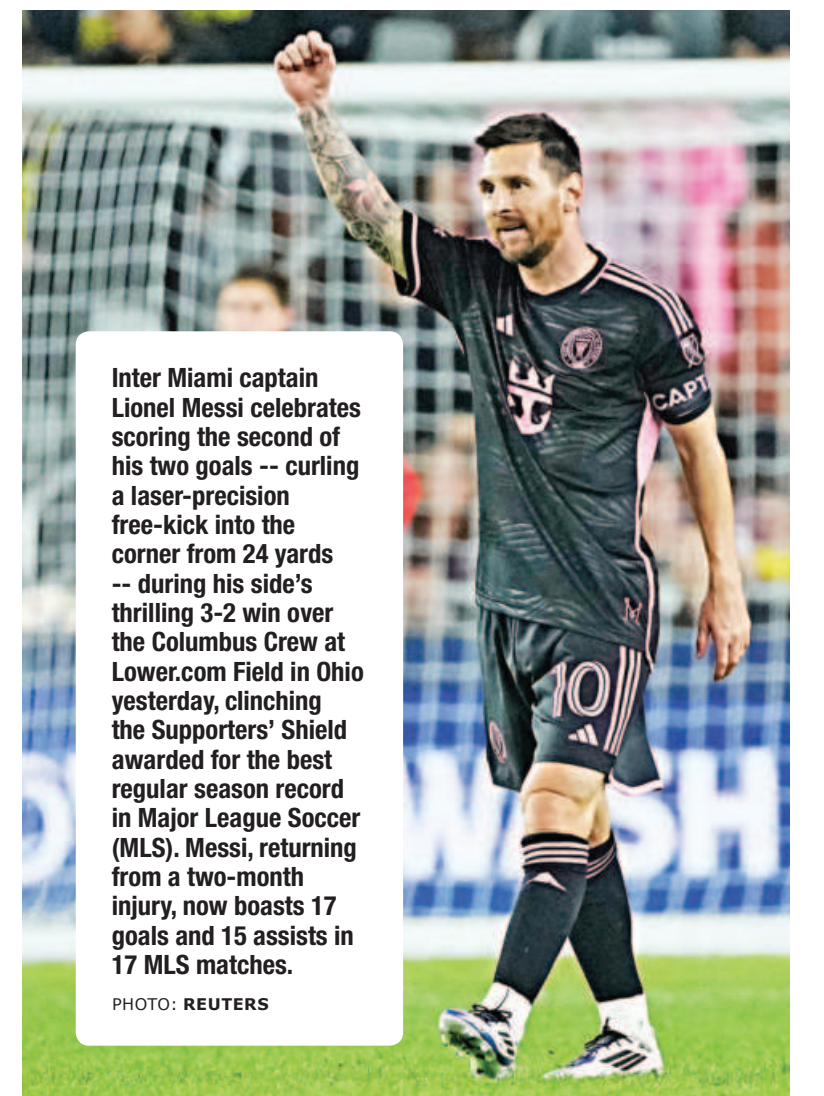 Inter Miami captain
Lionel Messi celebrates
scoring the second of
his two goals -- curling
a laser-precision
free-kick into the
corner from 24 yards
-- during his side’s
thrilling 3-2 win over
the Columbus Crew at
Lower.com Field in Ohio
yesterday, clinching
the Supporters’ Shield
awarded for the best
regular season record
in Major League Soccer
(MLS). Messi, returning
from a two-month
injury, now boasts 17
goals and 15 assists in
17 MLS matches.
PHOTO: REUTERS
CAPT
10
WASH